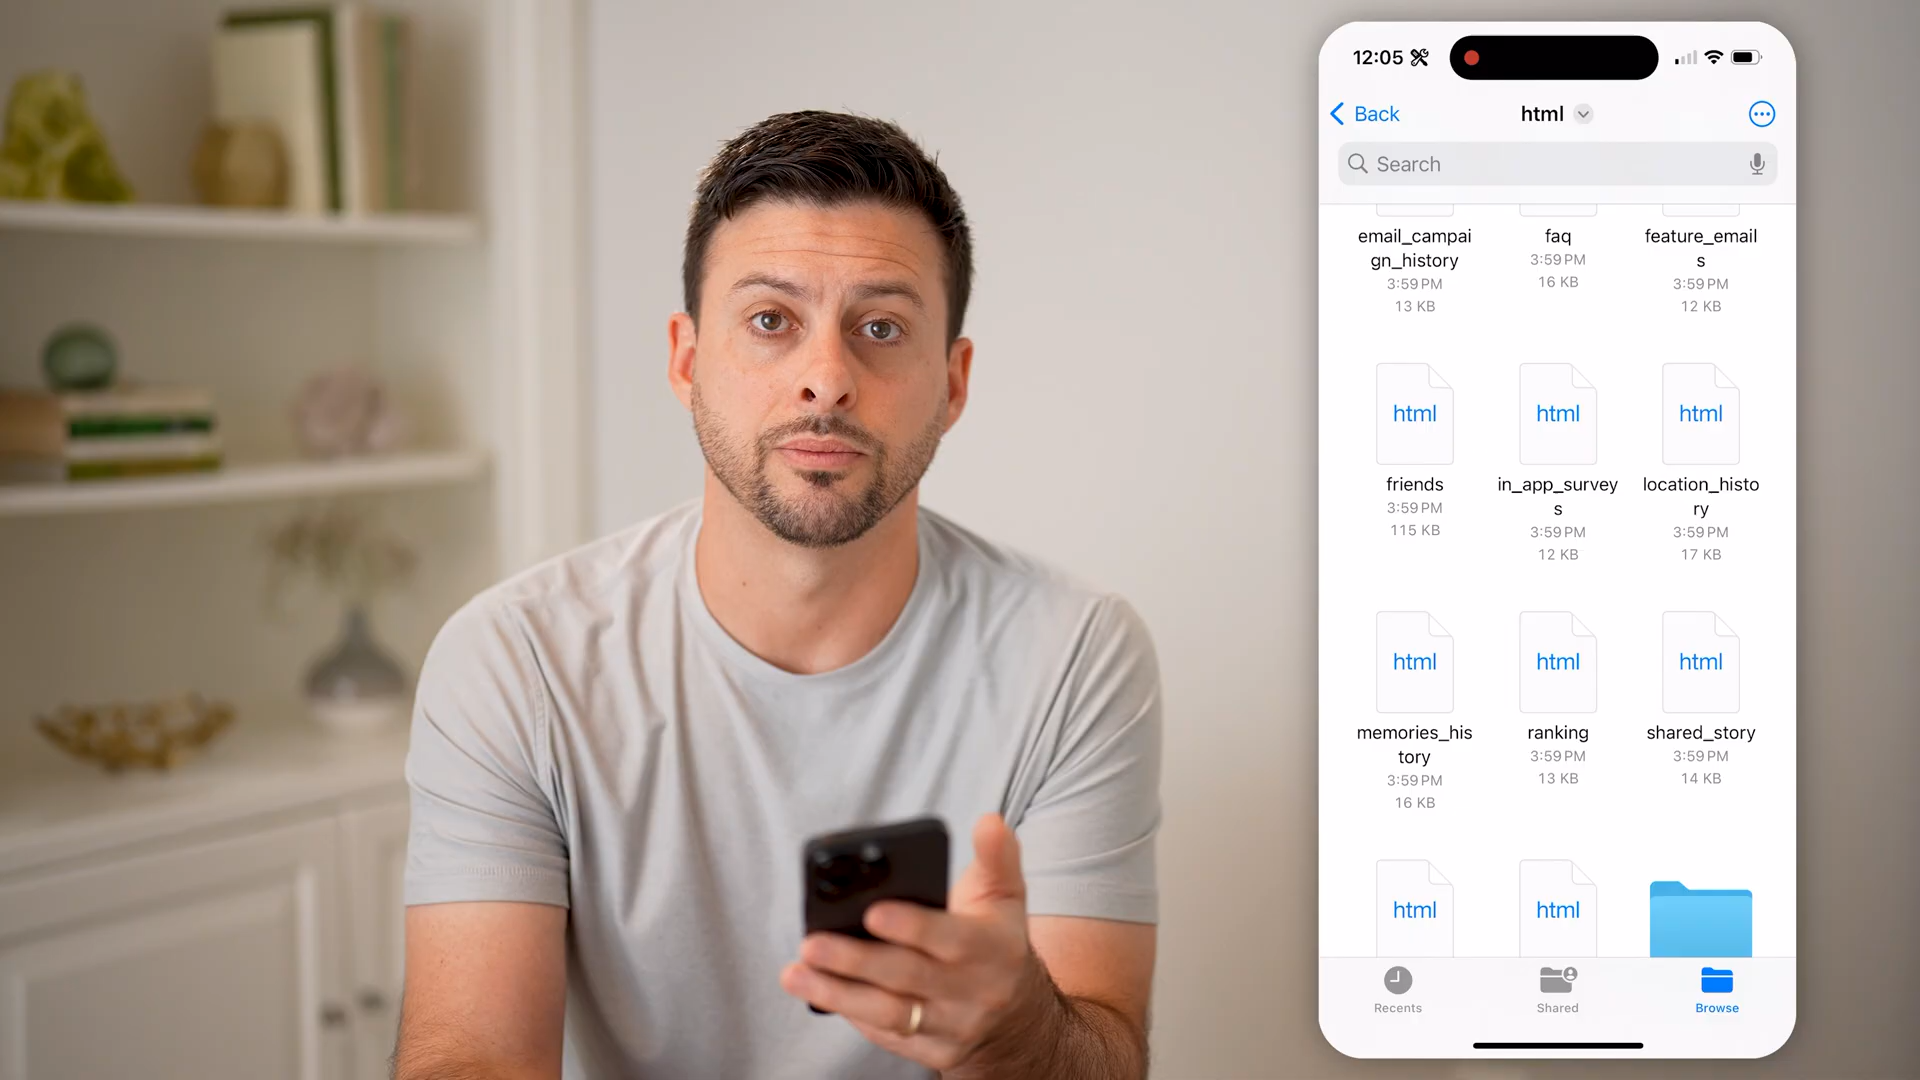 12:05
Back
html
Search
email_campai
gn_history
3:59 PM
13 KB
faq
3:59 PM
16 KB
feature_email
s
3:59 PM
12 KB
html
html
html
friends
3:59 PM
115 KB
in_app_survey
s
3:59 PM
12 KB
location_histo
ry
3:59 PM
17 KB
html
html
html
memories_his
tory
3:59 PM
16 KB
ranking
3:59 PM
13 KB
shared_story
3:59 PM
14 KB
html
html
Recents
Shared
Browse